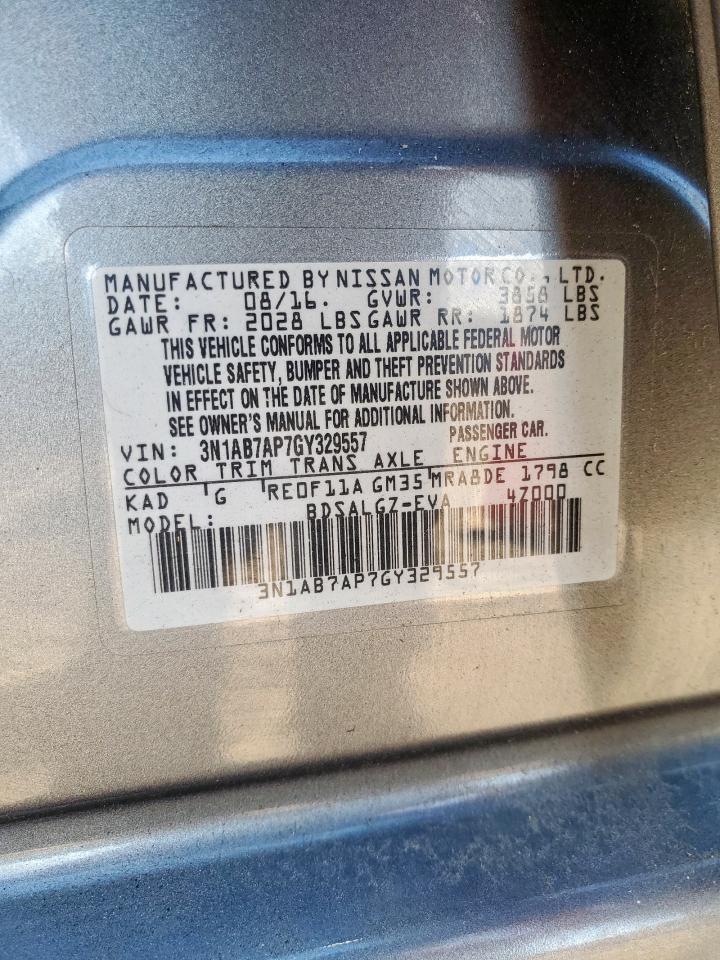 MANUFACTURED BY NISSAN MOTOR CO., LTD.
DATE: 08/16. GVWR: 3858 LBS
GAWR FR: 2028 LBS GAWR RR: 1874 LBS
THIS VEHICLE CONFORMS TO ALL APPLICABLE FEDERAL MOTOR
VEHICLE SAFETY, BUMPER AND THEFT PREVENTION STANDARDS
IN EFFECT ON THE DATE OF MANUFACTURE SHOWN ABOVE.
SEE OWNER'S MANUAL FOR ADDITIONAL INFORMATION.
VIN: 3N1AB7AP7GY329557 PASSENGER CAR.
COLOR TRIM TRANS AXLE ENGINE
KAD G RE0F11A GM35 MRA8DE 1798 CC
MODEL: BDSALGZ-EVA 4Z000
3N1AB7AP7GY329557